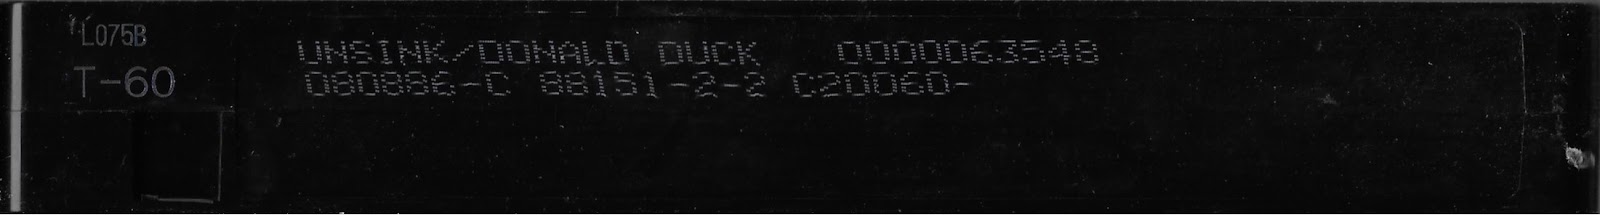 L075B
T-60
UNSINK/DONALD DUCK 0000063548
080886-C 88151-2-2 C20060-